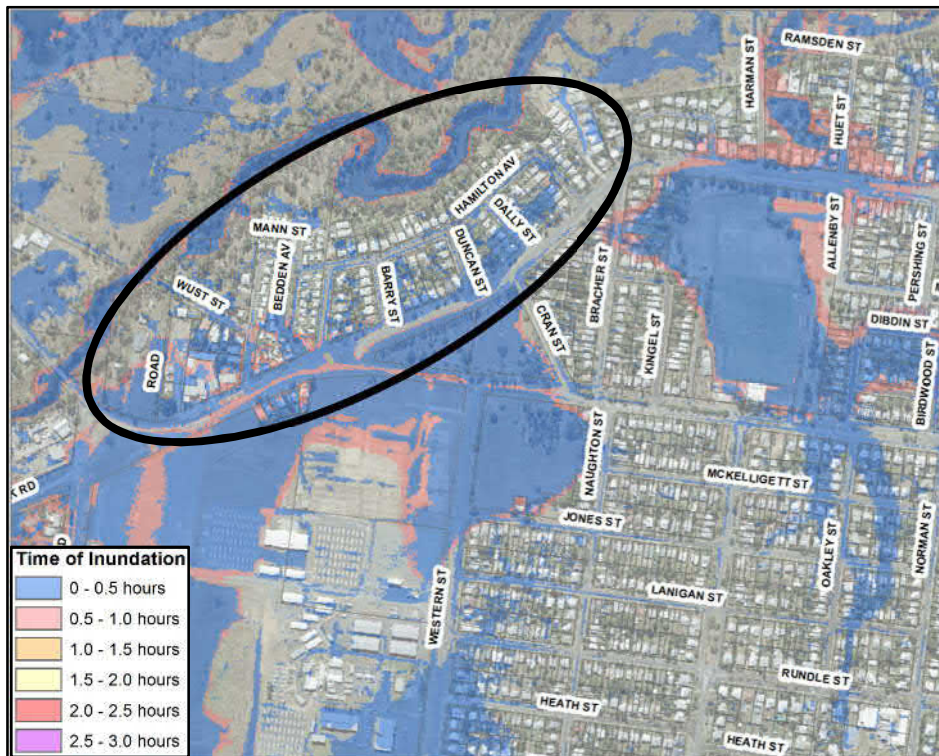 RAMSDEN ST
HARMAN ST
HUET ST
HAMILTON AV
DALLY ST
MANN ST
BEDDEN AV
DUNCAN ST
BARRY ST
WUST ST
ROAD
ALLENBY ST
PERSHING ST
BRACHER ST
CRAN ST
KINGEL ST
DIBDIN ST
BIRDWOOD ST
NAUGHTON ST
MCKELLIGETT ST
JONES ST
OAKLEY ST
NORMAN ST
LANIGAN ST
WESTERN ST
RUNDLE ST
HEATH ST
HEATH ST
RD
Time of Inundation
0 - 0.5 hours
0.5 - 1.0 hours
1.0 - 1.5 hours
1.5 - 2.0 hours
2.0 - 2.5 hours
2.5 - 3.0 hours